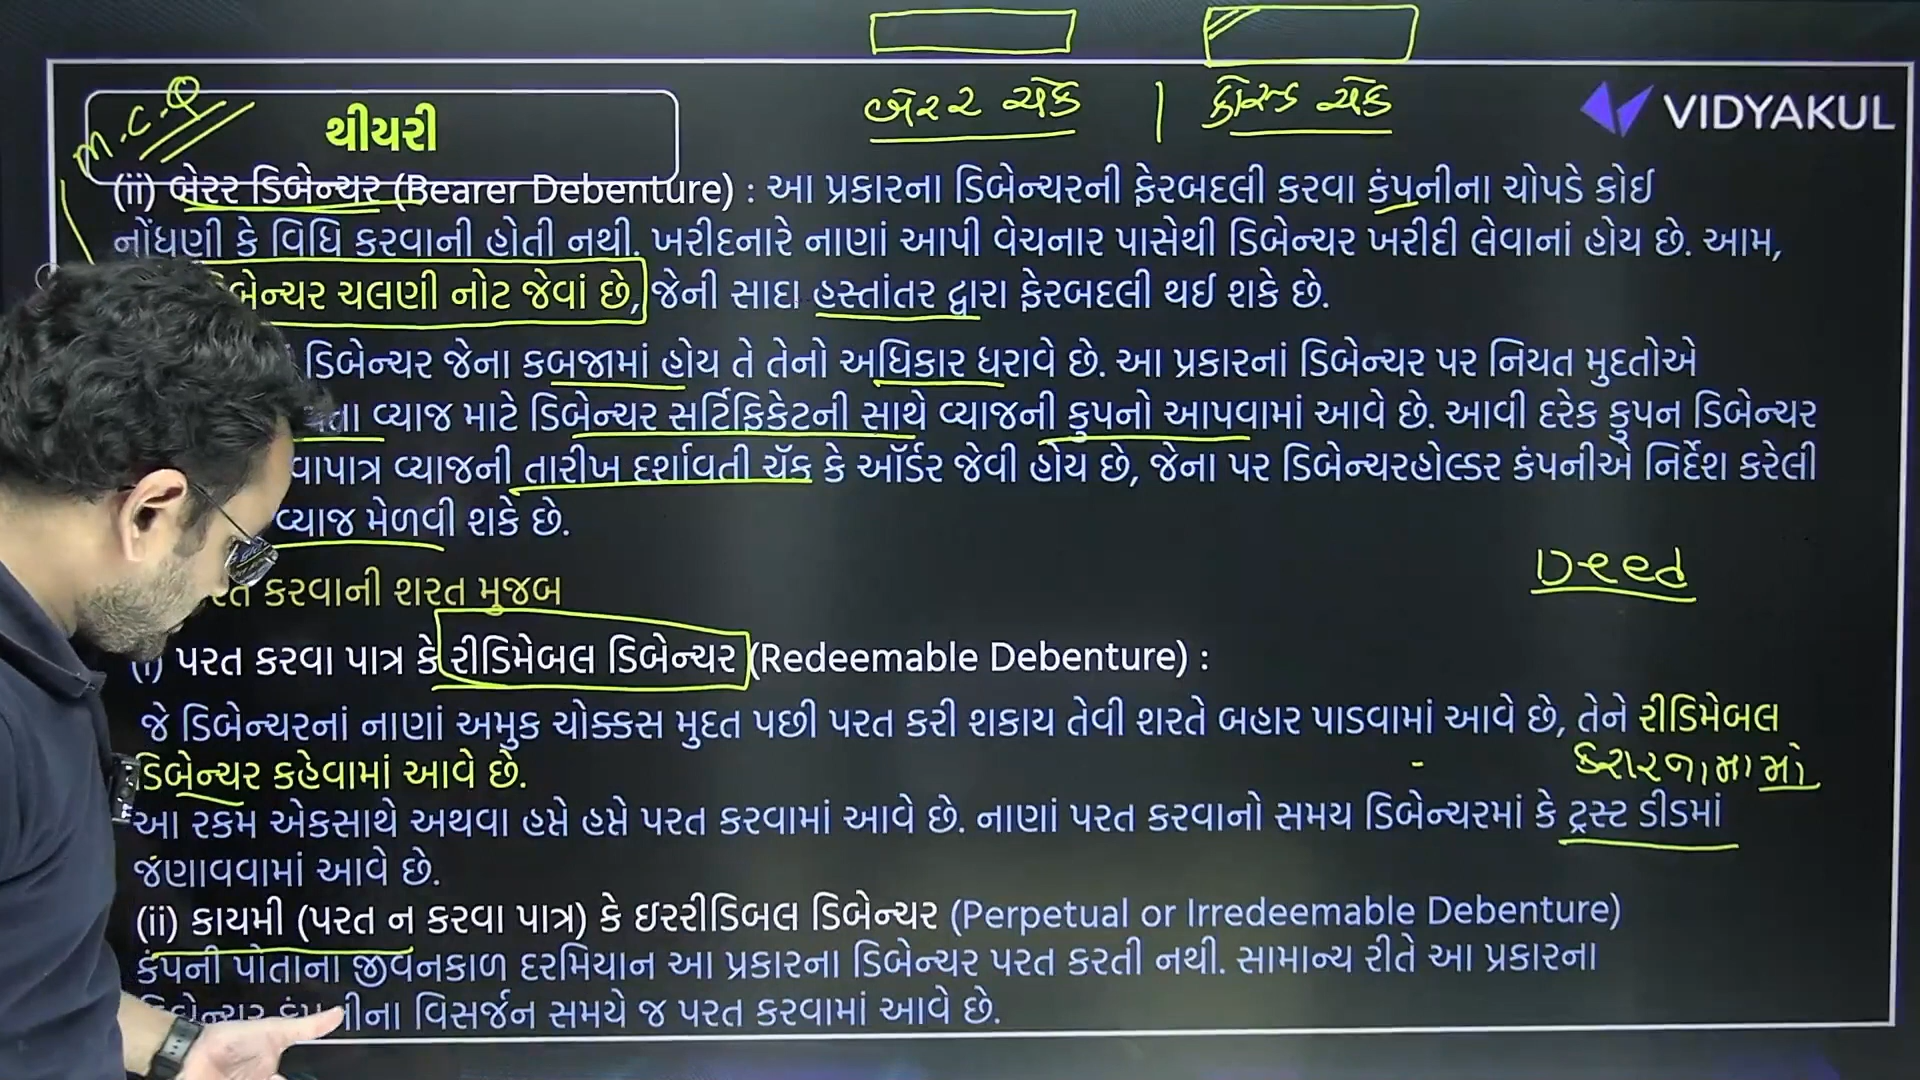 બેરર ચેક | ક્રોસ્ડ ચેક
M.C.Q
થીયરી
VIDYAKUL
(ii) બેરર ડિબેન્ચર (Bearer Debenture) : આ પ્રકારના ડિબેન્ચરની ફેરબદલી કરવા કંપનીના ચોપડે કોઈ
નોંધણી કે વિધિ કરવાની હોતી નથી. ખરીદનારે નાણાં આપી વેચનાર પાસેથી ડિબેન્ચર ખરીદી લેવાનાં હોય છે. આમ,
ચલણી નોટ જેવાં છે, જેની સાદા હસ્તાંતર દ્વારા ફેરબદલી થઈ શકે છે.
ડિબેન્ચર જેના કબજામાં હોય તે તેનો અધિકાર ધરાવે છે. આ પ્રકારનાં ડિબેન્ચર પર નિયત મુદતોએ
વ્યાજ માટે ડિબેન્ચર સર્ટિફિકેટની સાથે વ્યાજની કુપનો આપવામાં આવે છે. આવી દરેક કુપન ડિબેન્ચર
વ્યાજની તારીખ દર્શાવતી ચૅક કે ઑર્ડર જેવી હોય છે, જેના પર ડિબેન્ચરહોલ્ડર કંપનીએ નિર્દેશ કરેલી
વ્યાજ મેળવી શકે છે.
Deed
કરવાની શરત મુજબ
(i) પરત કરવા પાત્ર કે રીડિમેબલ ડિબેન્ચર (Redeemable Debenture) :
જે ડિબેન્ચરનાં નાણાં અમુક ચોક્કસ મુદત પછી પરત કરી શકાય તેવી શરતે બહાર પાડવામાં આવે છે, તેને રીડિમેબલ
ડિબેન્ચર કહેવામાં આવે છે.
કરારનામામાં
આ રકમ એકસાથે અથવા હપ્તે હપ્તે પરત કરવામાં આવે છે. નાણાં પરત કરવાનો સમય ડિબેન્ચરમાં કે ટ્રસ્ટ ડીડમાં
જણાવવામાં આવે છે.
(ii) કાયમી (પરત ન કરવા પાત્ર) કે ઇરરીડિબલ ડિબેન્ચર (Perpetual or Irredeemable Debenture)
કંપની પોતાના જીવનકાળ દરમિયાન આ પ્રકારના ડિબેન્ચર પરત કરતી નથી. સામાન્ય રીતે આ પ્રકારના
ડિબેન્ચર કંપનીના વિસર્જન સમયે જ પરત કરવામાં આવે છે.